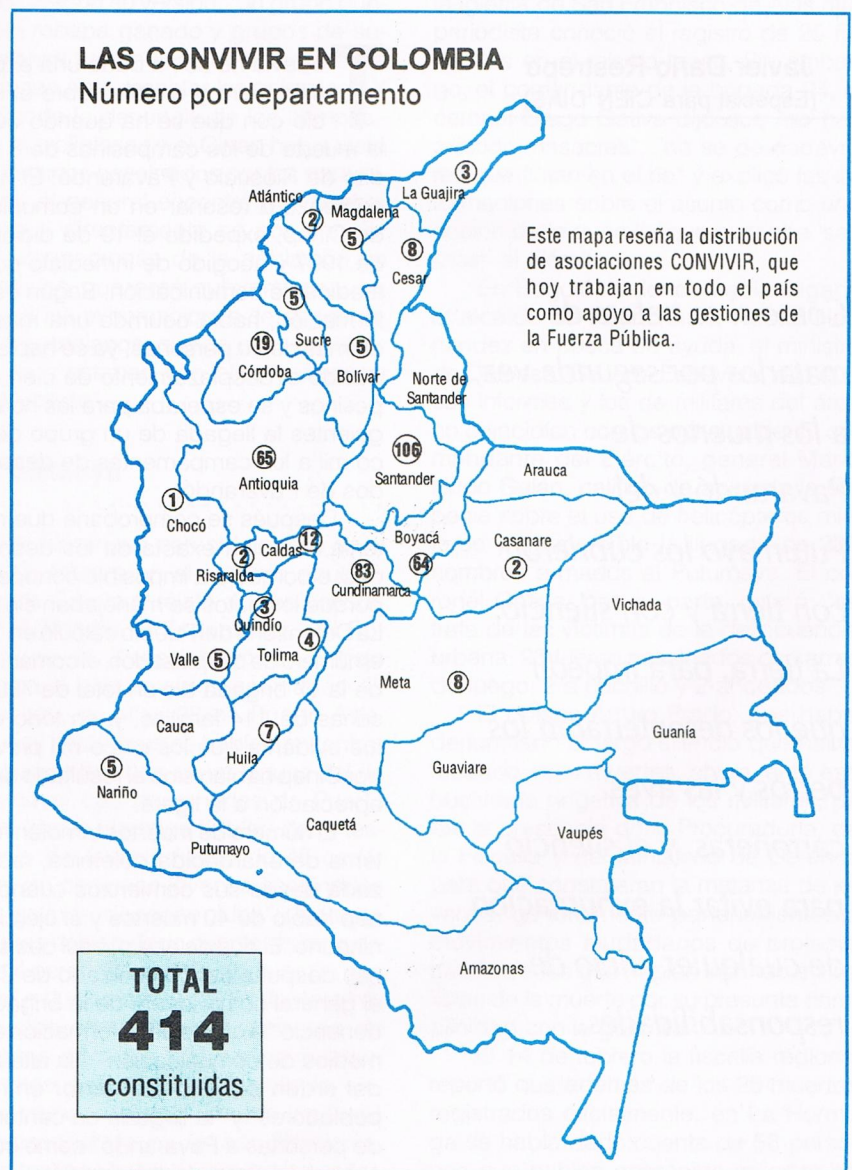 LAS CONVIVIR EN COLOMBIA
Número por departamento
Este mapa reseña la distribución
de asociaciones CONVIVIR, que
hoy trabajan en todo el país
como apoyo a las gestiones de
la Fuerza Pública.
3
La Guajira
Atlántico
2
Magdalena
5
8
Cesar
5
Sucre
19
Córdoba
5
Bolívar
Norte de
Santander
65
Antioquia
106
Santander
Arauca
1
Chocó
12
Caldas
2
Risaralda
Boyacá
64
83
Cundinamarca
Casanare
2
Vichada
3
Quindío
4
Tolima
Valle 5
Meta 8
Cauca
7
Huila
Guanía
5
Nariño
Guaviare
Caquetá
Vaupés
Putumayo
Amazonas
TOTAL
414
constituidas